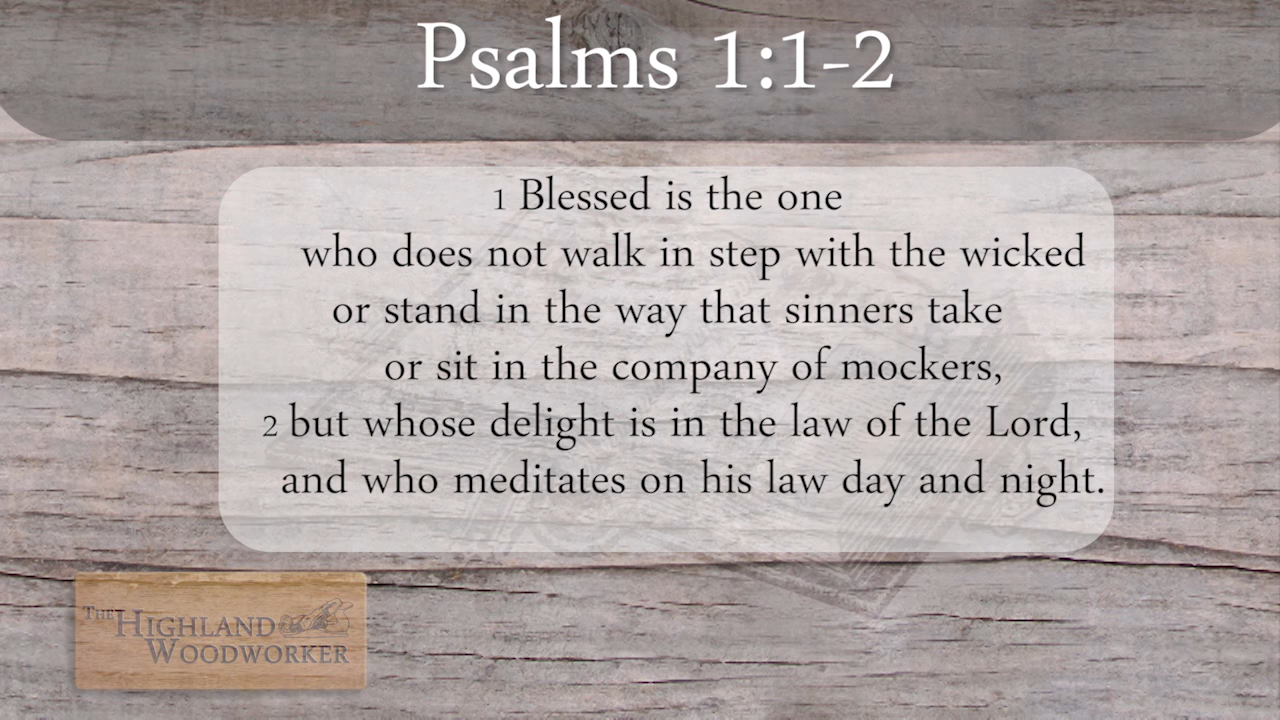 Psalms 1:1-2
1 Blessed is the one
who does not walk in step with the wicked
or stand in the way that sinners take
or sit in the company of mockers,
2 but whose delight is in the law of the Lord,
and who meditates on his law day and night.
The Highland
Woodworker